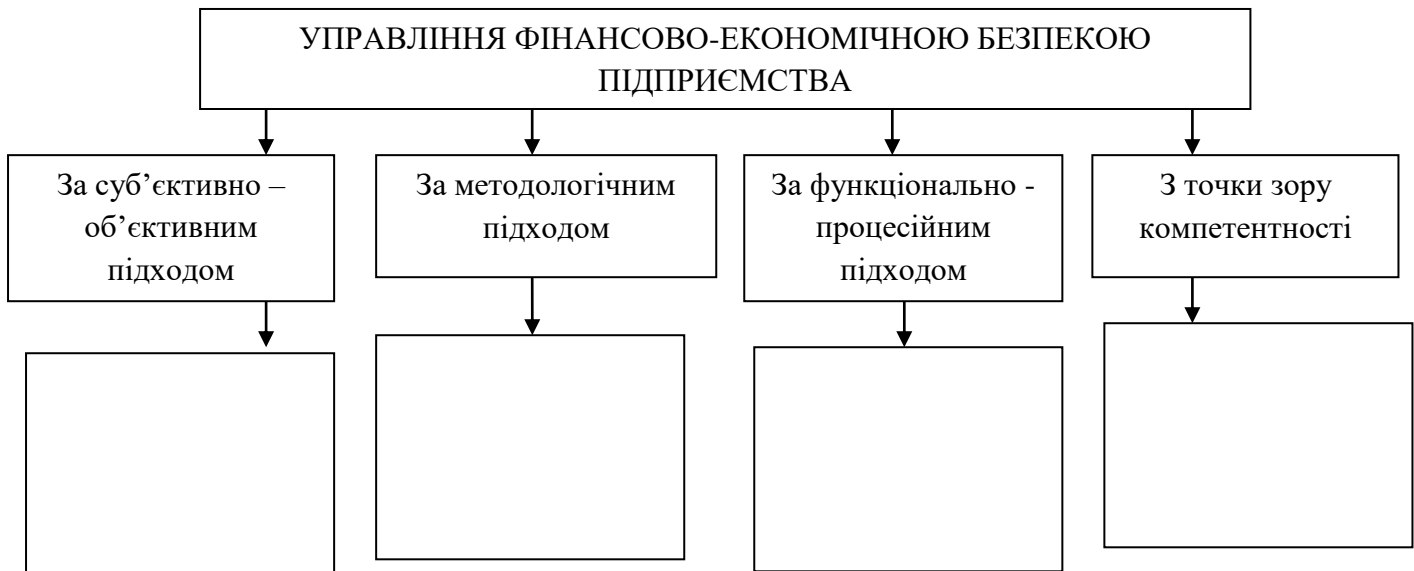 УПРАВЛІННЯ ФІНАНСОВО-ЕКОНОМІЧНОЮ БЕЗПЕКОЮ
ПІДПРИЄМСТВА
За суб’єктивно –
об’єктивним
підходом
За методологічним
підходом
За функціонально -
процесійним
підходом
З точки зору
компетентності